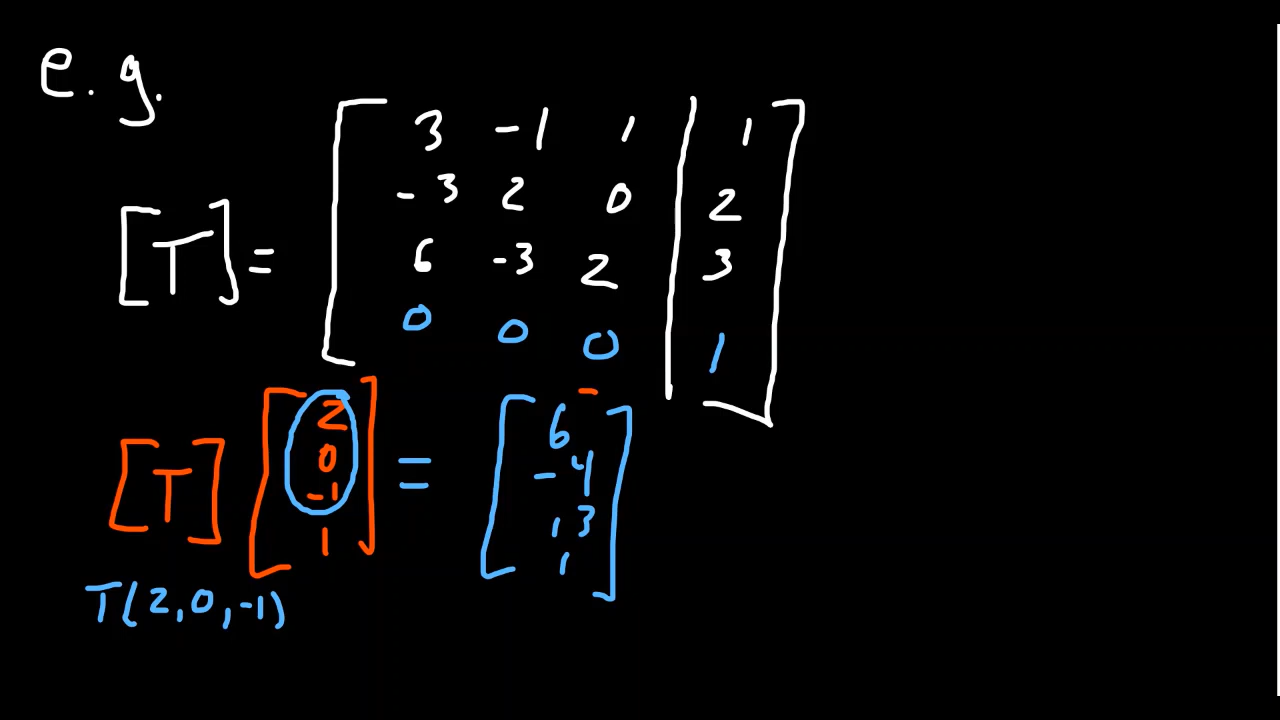 e.g.
[T] = [ 3 -1 1 | 1
-3 2 0 | 2
6 -3 2 | 3
0 0 0 | 1 ]
[T] [ 2 0 -1 1 ] = [ 6 -4 13 1 ]
T(2,0,-1)